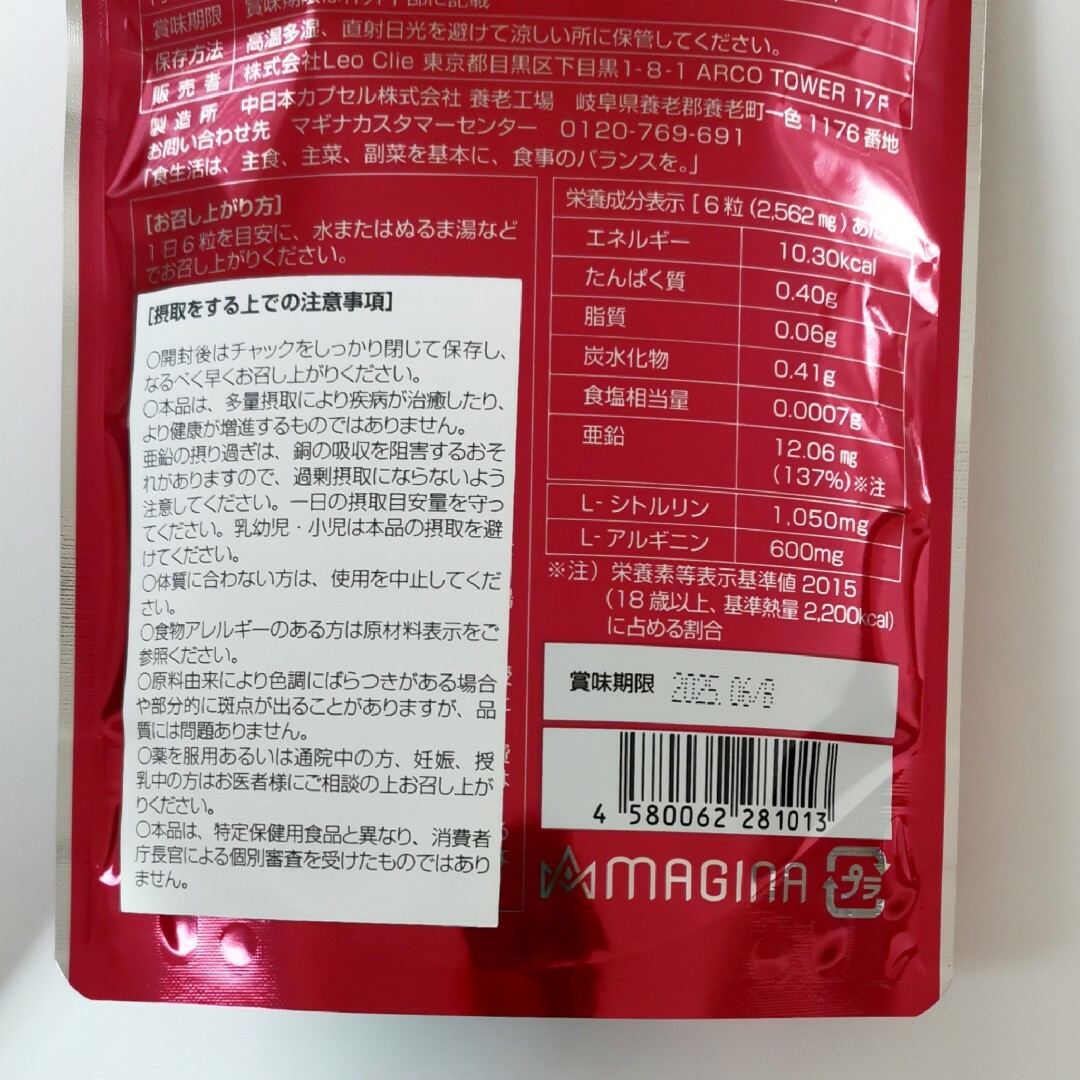 賞味期限 賞味期限は枠外下部に記載
保存方法 高温多湿、直射日光を避けて涼しい所に保管してください。
販売者 株式会社Leo Clie 東京都目黒区下目黒1-8-1 ARCO TOWER 17F
製造所 中日本カプセル株式会社 養老工場 岐阜県養老郡養老町一色1176番地
お問い合わせ先 マギナカスタマーセンター 0120-769-691
「食生活は、主食、主菜、副菜を基本に、食事のバランスを。」
[お召し上がり方]
1日6粒を目安に、水またはぬるま湯など
でお召し上がりください。
[摂取をする上での注意事項]
○開封後はチャックをしっかり閉じて保存し、
なるべく早くお召し上がりください。
○本品は、多量摂取により疾病が治癒したり、
より健康が増進するものではありません。
亜鉛の摂り過ぎは、銅の吸収を阻害するおそ
れがありますので、過剰摂取にならないよう
注意してください。一日の摂取目安量を守っ
てください。乳幼児・小児は本品の摂取を避
けてください。
○体質に合わない方は、使用を中止してくだ
さい。
○食物アレルギーのある方は原材料表示をご
参照ください。
○原料由来により色調にばらつきがある場合
や部分的に斑点が出ることがありますが、品
質には問題ありません。
○薬を服用あるいは通院中の方、妊娠、授
乳中の方はお医者様にご相談の上お召し上が
りください。
○本品は、特定保健用食品と異なり、消費者
庁長官による個別審査を受けたものではあり
ません。
栄養成分表示 [6粒 (2,562㎎) あた
エネルギー 10.30kcal
たんぱく質 0.40g
脂質 0.06g
炭水化物 0.41g
食塩相当量 0.0007g
亜鉛 12.06㎎
(137%)※注
L-シトルリン 1,050mg
L-アルギニン 600mg
※注) 栄養素等表示基準値2015
(18歳以上、基準熱量2,200kcal)
に占める割合
賞味期限 2025.06/8
4 580062 281013
MAGINA プラ